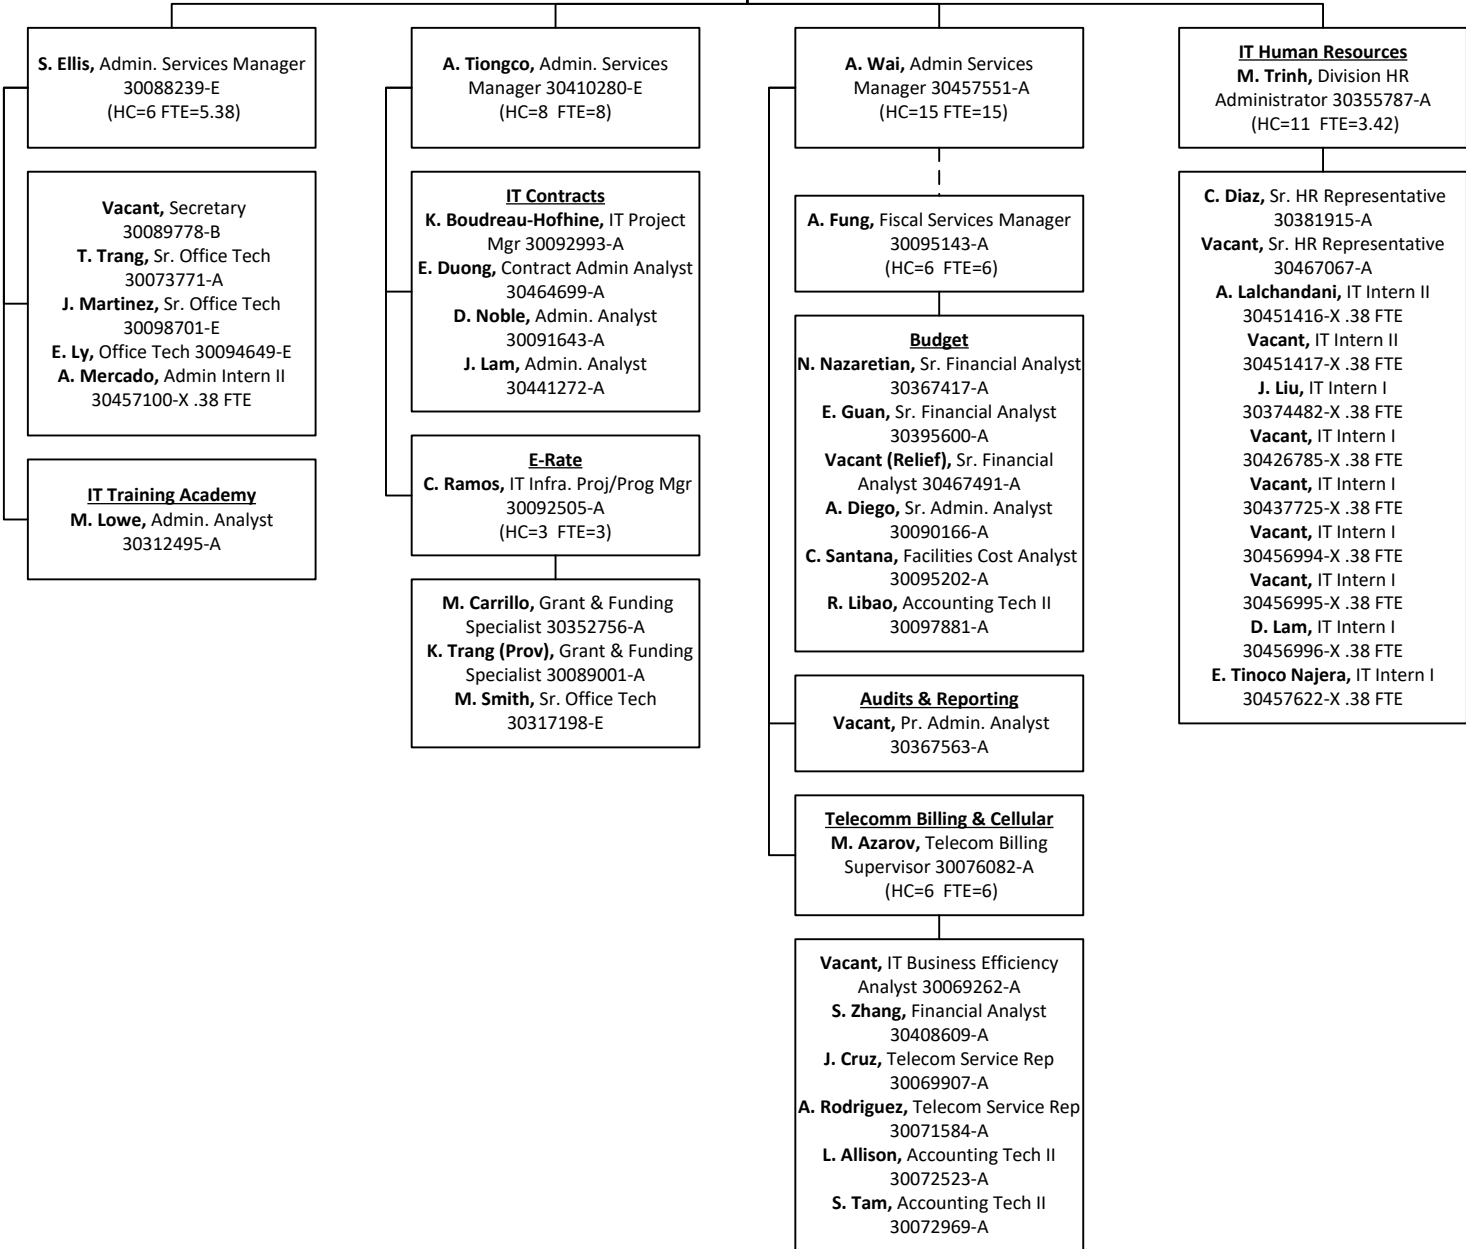 S. Ellis, Admin. Services Manager
30088239-E
(HC=6 FTE=5.38)
Vacant, Secretary
30089778-B
T. Trang, Sr. Office Tech
30073771-A
J. Martinez, Sr. Office Tech
30098701-E
E. Ly, Office Tech 30094649-E
A. Mercado, Admin Intern II
30457100-X .38 FTE
IT Training Academy
M. Lowe, Admin. Analyst
30312495-A
A. Tiongco, Admin. Services
Manager 30410280-E
(HC=8 FTE=8)
IT Contracts
K. Boudreau-Hofhine, IT Project
Mgr 30092993-A
E. Duong, Contract Admin Analyst
30464699-A
D. Noble, Admin. Analyst
30091643-A
J. Lam, Admin. Analyst
30441272-A
E-Rate
C. Ramos, IT Infra. Proj/Prog Mgr
30092505-A
(HC=3 FTE=3)
M. Carrillo, Grant & Funding
Specialist 30352756-A
K. Trang (Prov), Grant & Funding
Specialist 30089001-A
M. Smith, Sr. Office Tech
30317198-E
A. Wai, Admin Services
Manager 30457551-A
(HC=15 FTE=15)
A. Fung, Fiscal Services Manager
30095143-A
(HC=6 FTE=6)
Budget
N. Nazaretian, Sr. Financial Analyst
30367417-A
E. Guan, Sr. Financial Analyst
30395600-A
Vacant (Relief), Sr. Financial
Analyst 30467491-A
A. Diego, Sr. Admin. Analyst
30090166-A
C. Santana, Facilities Cost Analyst
30095202-A
R. Libao, Accounting Tech II
30097881-A
Audits & Reporting
Vacant, Pr. Admin. Analyst
30367563-A
Telecomm Billing & Cellular
M. Azarov, Telecom Billing
Supervisor 30076082-A
(HC=6 FTE=6)
Vacant, IT Business Efficiency
Analyst 30069262-A
S. Zhang, Financial Analyst
30408609-A
J. Cruz, Telecom Service Rep
30069907-A
A. Rodriguez, Telecom Service Rep
30071584-A
L. Allison, Accounting Tech II
30072523-A
S. Tam, Accounting Tech II
30072969-A
IT Human Resources
M. Trinh, Division HR
Administrator 30355787-A
(HC=11 FTE=3.42)
C. Diaz, Sr. HR Representative
30381915-A
Vacant, Sr. HR Representative
30467067-A
A. Lalchandani, IT Intern II
30451416-X .38 FTE
Vacant, IT Intern II
30451417-X .38 FTE
J. Liu, IT Intern I
30374482-X .38 FTE
Vacant, IT Intern I
30426785-X .38 FTE
Vacant, IT Intern I
30437725-X .38 FTE
Vacant, IT Intern I
30456994-X .38 FTE
Vacant, IT Intern I
30456995-X .38 FTE
D. Lam, IT Intern I
30456996-X .38 FTE
E. Tinoco Najera, IT Intern I
30457622-X .38 FTE